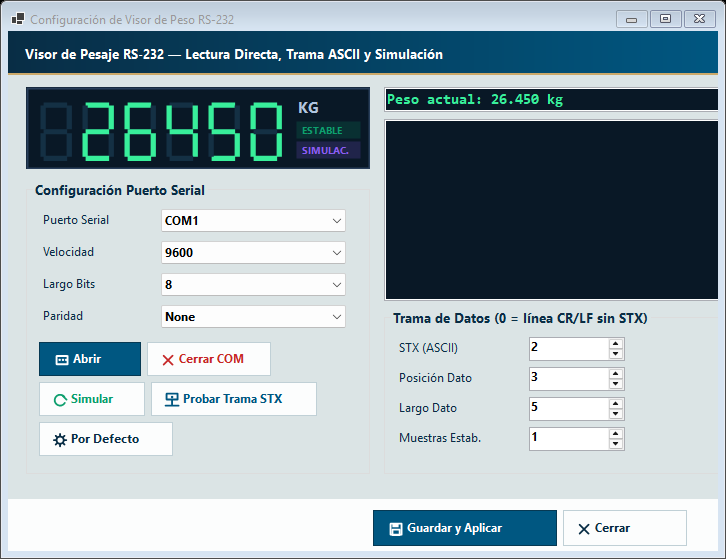 Configuración de Visor de Peso RS-232
Visor de Pesaje RS-232 — Lectura Directa, Trama ASCII y Simulación
26450
KG
ESTABLE
SIMULAC.
Peso actual: 26.450 kg
Configuración Puerto Serial
Puerto Serial COM1
Velocidad 9600
Largo Bits 8
Paridad None
Abrir Cerrar COM
Simular Probar Trama STX
Por Defecto
Trama de Datos (0 = línea CR/LF sin STX)
STX (ASCII) 2
Posición Dato 3
Largo Dato 5
Muestras Estab. 1
Guardar y Aplicar Cerrar